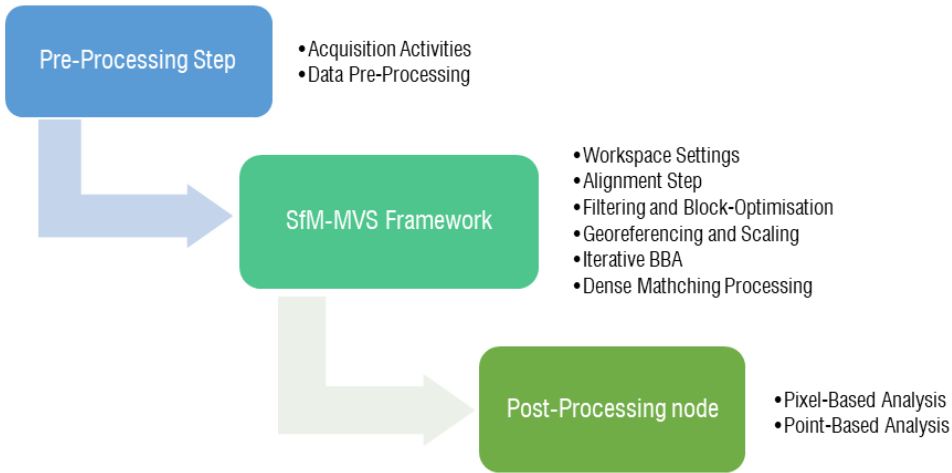 Pre-Processing Step
•Acquisition Activities
•Data Pre-Processing
SfM-MVS Framework
•Workspace Settings
•Alignment Step
•Filtering and Block-Optimisation
•Georeferencing and Scaling
•Iterative BBA
•Dense Mathching Processing
Post-Processing node
•Pixel-Based Analysis
•Point-Based Analysis